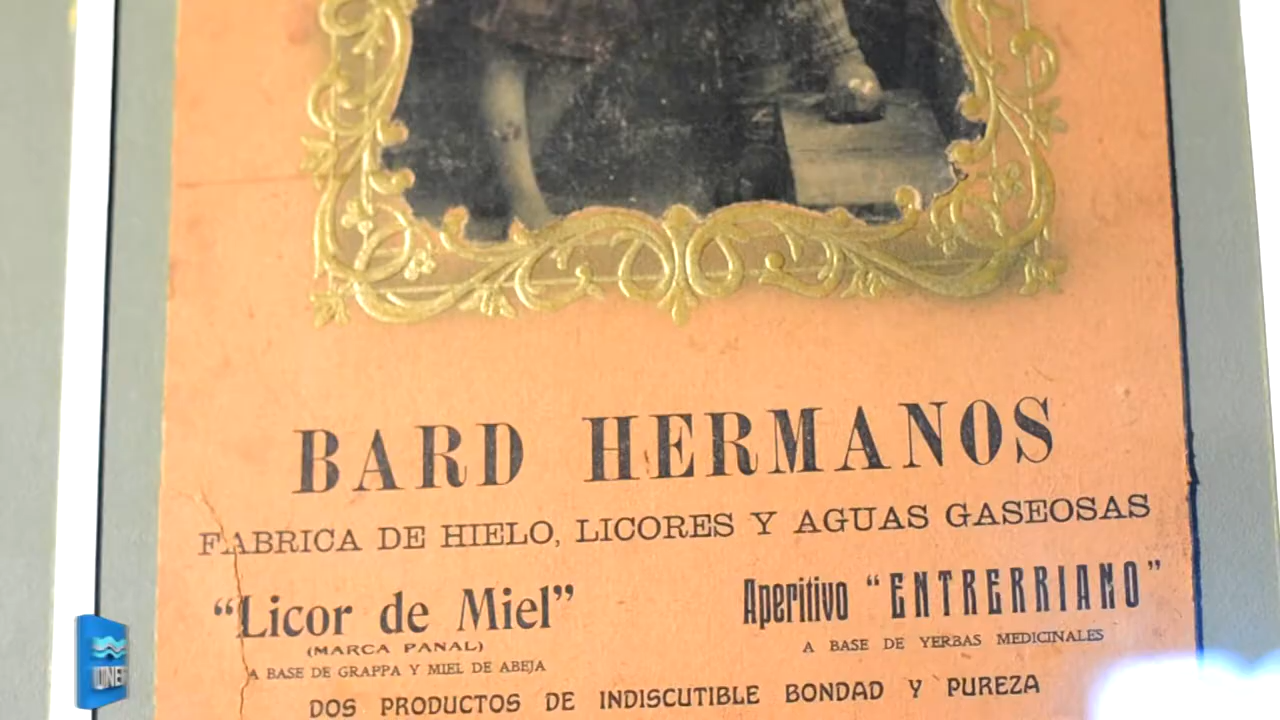 BARD HERMANOS
FABRICA DE HIELO, LICORES Y AGUAS GASEOSAS
“Licor de Miel”
(MARCA PANAL)
A BASE DE GRAPPA Y MIEL DE ABEJA
Aperitivo “ENTRERRIANO”
A BASE DE YERBAS MEDICINALES
DOS PRODUCTOS DE INDISCUTIBLE BONDAD Y PUREZA